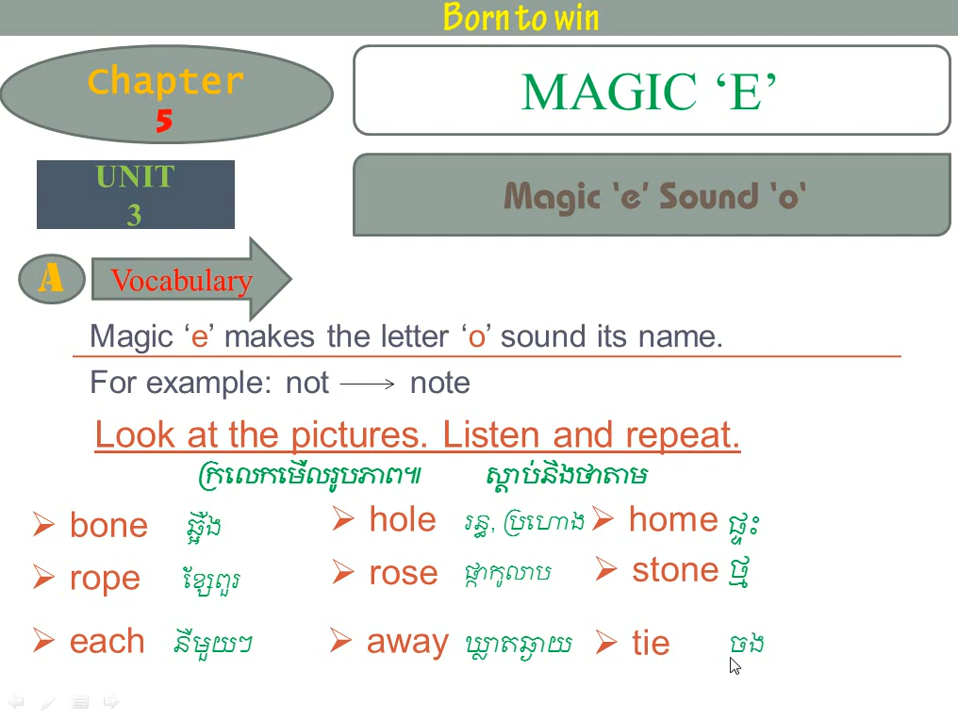 Born to win
Chapter
5
MAGIC ‘E’
UNIT
3
Magic ‘e’ Sound ‘o‘
A
Vocabulary
Magic ‘e’ makes the letter ‘o’ sound its name.
For example: not → note
Look at the pictures. Listen and repeat.
ក្រលេកមើលរូបភាព៕ ស្តាប់និងថាតាម
➢ bone ឆ្អឹង ➢ hole រន្ធ, ប្រហោង ➢ home ផ្ទះ
➢ rope ខ្សែពួរ ➢ rose ផ្កាកូលាប ➢ stone ថ្ម
➢ each នីមួយៗ ➢ away ឃ្លាតឆ្ងាយ ➢ tie ចង